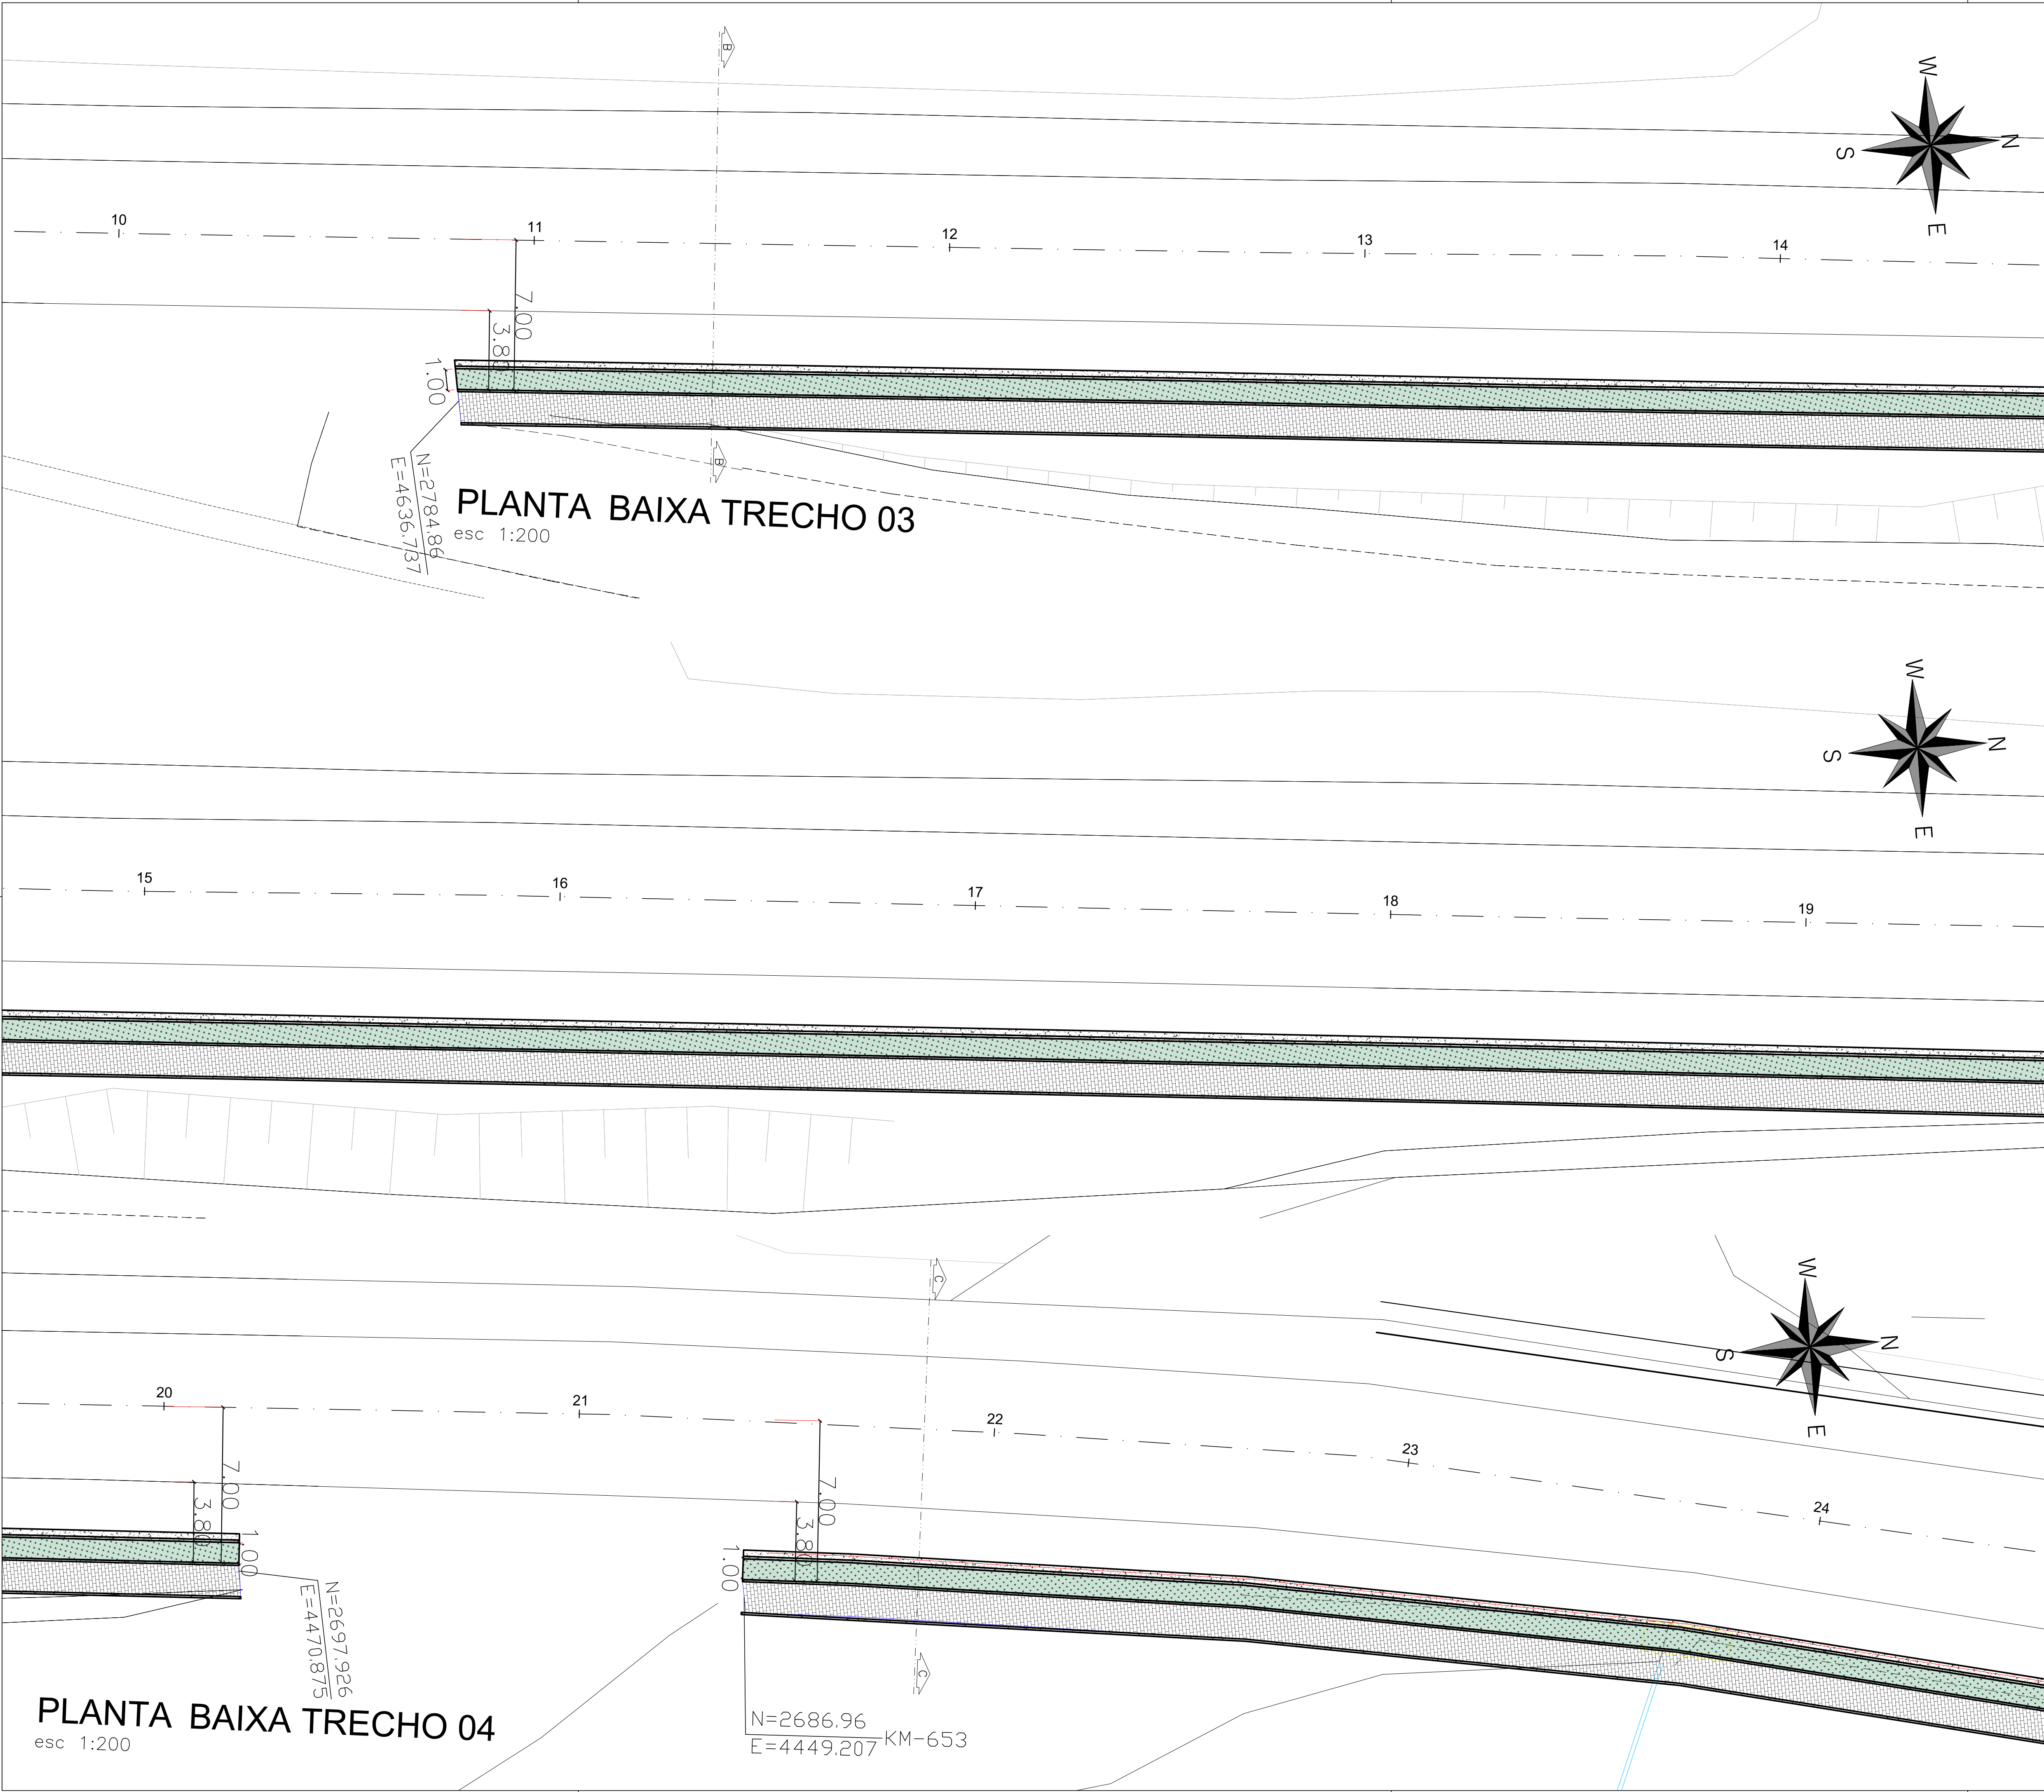 B
W
N
S
E
10
11
12
13
14
7.00
3.80
1.00
B
N=2784.86
E=4636.737
PLANTA BAIXA TRECHO 03
esc 1:200
W
N
S
E
15
16
17
18
19
C
W
N
S
E
20
21
22
23
24
7.00
3.80
1.00
7.00
3.80
1.00
N=2697.926
E=4470.875
C
PLANTA BAIXA TRECHO 04
esc 1:200
N=2686.96
E=4449.207
KM-653